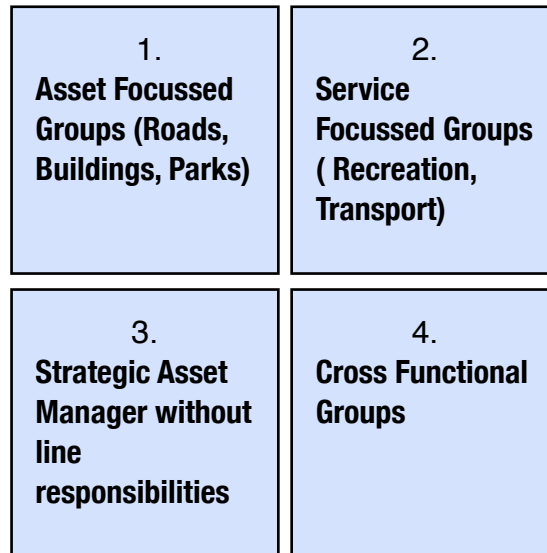 1.
Asset Focussed
Groups (Roads,
Buildings, Parks)
2.
Service
Focussed Groups
( Recreation,
Transport)
3.
Strategic Asset
Manager without
line
responsibilities
4.
Cross Functional
Groups